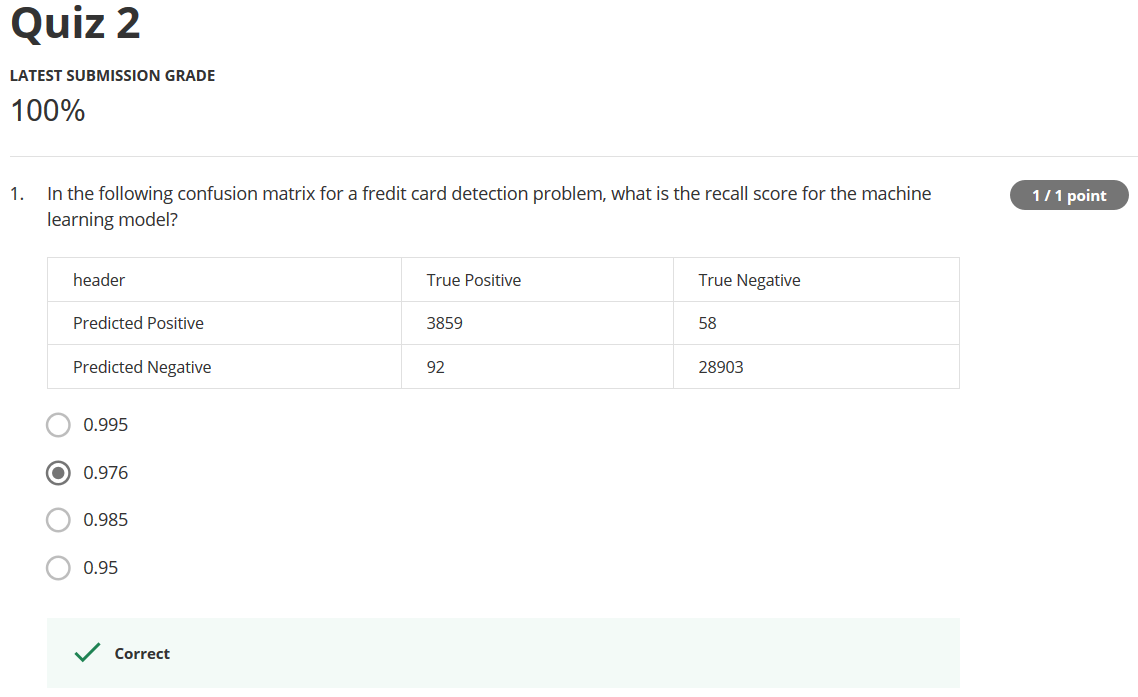 Quiz 2
LATEST SUBMISSION GRADE
100%
1. In the following confusion matrix for a fredit card detection problem, what is the recall score for the machine
learning model?
1 / 1 point
header True Positive True Negative
Predicted Positive 3859 58
Predicted Negative 92 28903
0.995
0.976
0.985
0.95
Correct